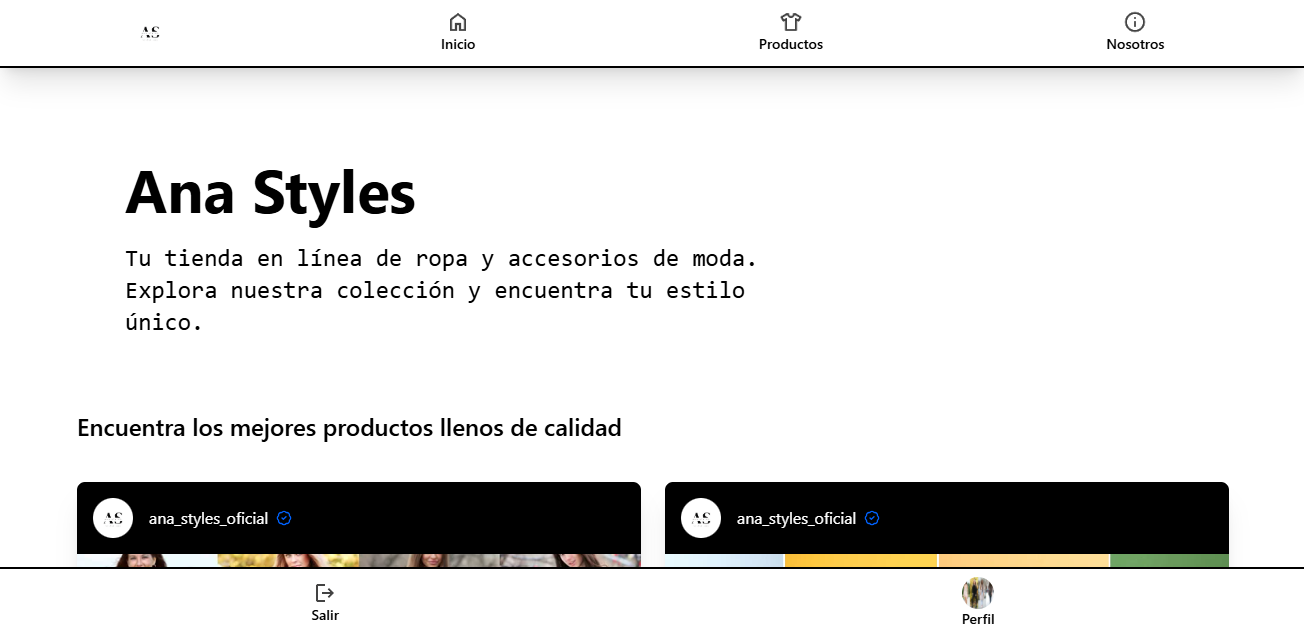 AS
Inicio
Productos
Nosotros
Ana Styles
Tu tienda en línea de ropa y accesorios de moda.
Explora nuestra colección y encuentra tu estilo
único.
Encuentra los mejores productos llenos de calidad
AS
ana_styles_oficial
AS
ana_styles_oficial
Salir
Perfil